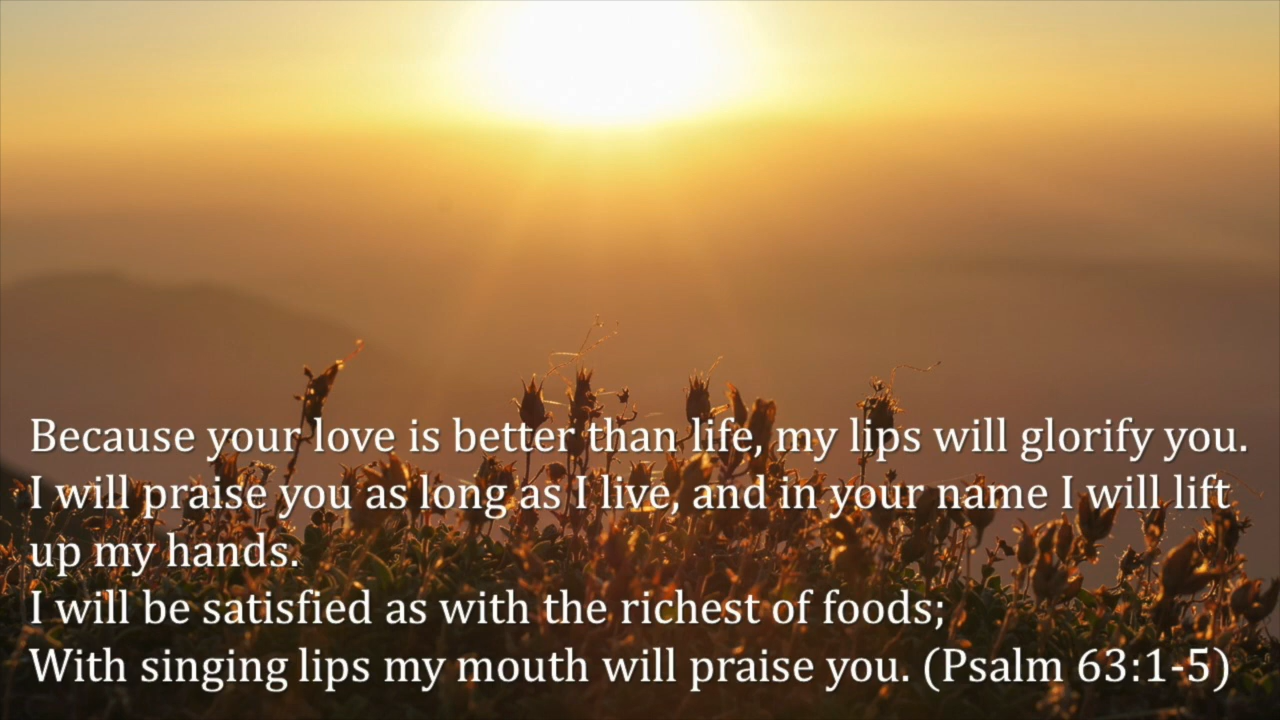 Because your love is better than life, my lips will glorify you.
I will praise you as long as I live, and in your name I will lift
up my hands.
I will be satisfied as with the richest of foods;
With singing lips my mouth will praise you. (Psalm 63:1-5)